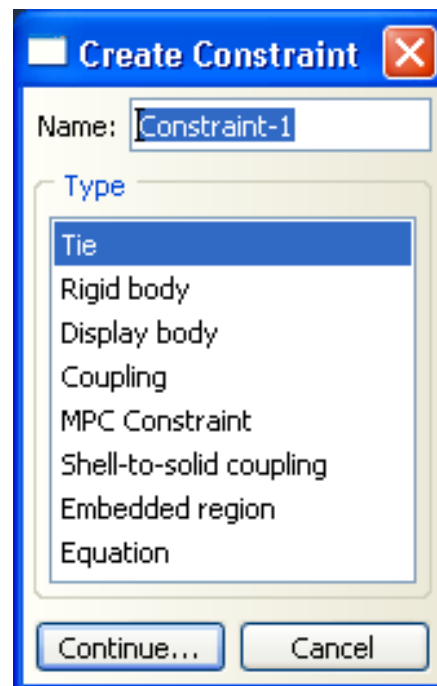 Create Constraint
Name: Constraint-1
Type
Tie
Rigid body
Display body
Coupling
MPC Constraint
Shell-to-solid coupling
Embedded region
Equation
Continue... Cancel